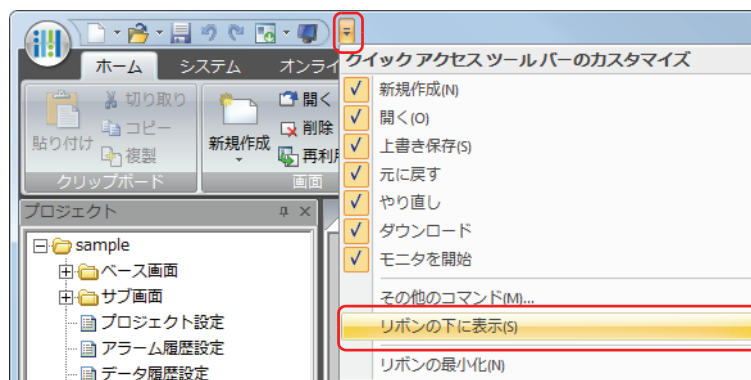 クイック アクセス ツール バーのカスタマイズ
ホーム システム オンライ
新規作成(N)
開く(O)
上書き保存(S)
元に戻す
やり直し
ダウンロード
モニタを開始
その他のコマンド(M)...
リボンの下に表示(S)
リボンの最小化(N)
貼り付け
切り取り
コピー
複製
クリップボード
新規作成
開く
削除
再利用
画面
プロジェクト
sample
ベース画面
サブ画面
プロジェクト設定
アラーム履歴設定
データ履歴設定